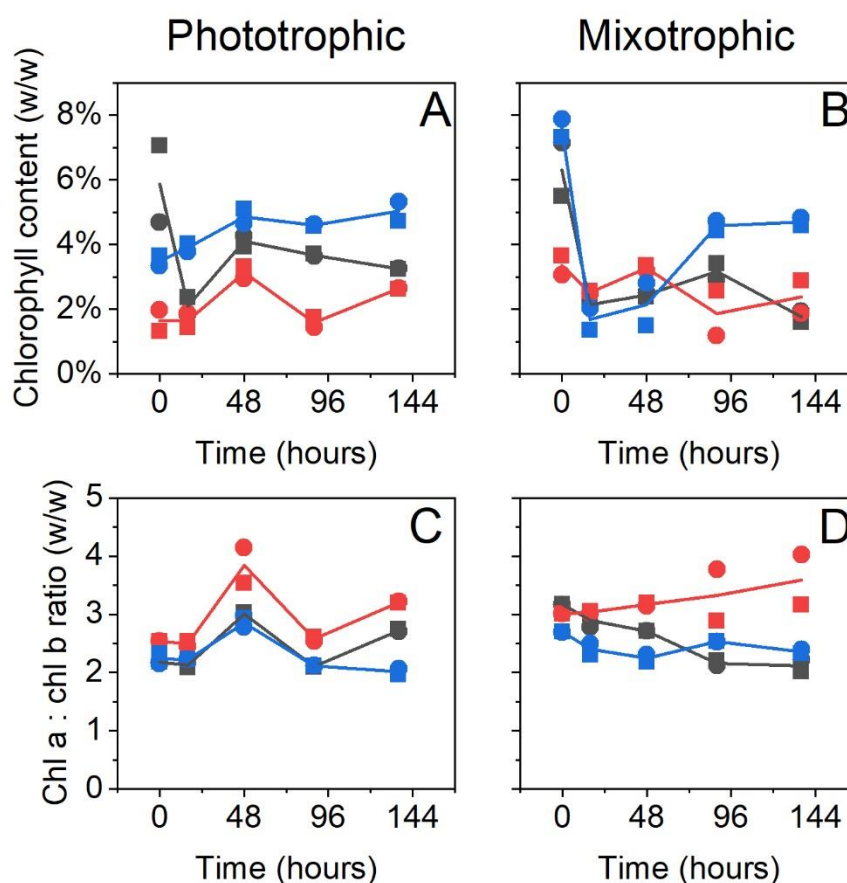 Phototrophic
Mixotrophic
Chlorophyll content (w/w)
8%
6%
4%
2%
0%
A
0 48 96 144
Time (hours)
B
0 48 96 144
Time (hours)
Chl a : chl b ratio (w/w)
5
4
3
2
1
0
C
0 48 96 144
Time (hours)
D
0 48 96 144
Time (hours)